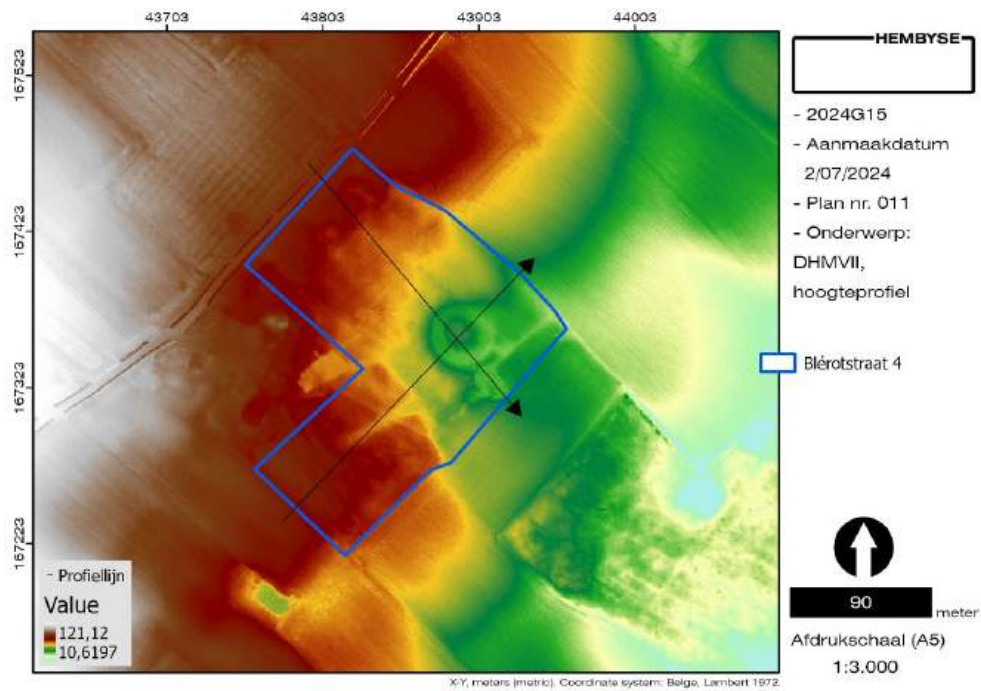 43703 43803 43903 44003
167523
167423
167323
167223
HEMBYSE
- 2024G15
- Aanmaakdatum
2/07/2024
- Plan nr. 011
- Onderwerp:
DHMVII,
hoogteprofiel
Blérotstraat 4
- Profiellijn
Value
121,12
10,6197
90 meter
Afdrukschaal (A5)
1:3.000
X-Y, meters (metric). Coordinate system: Belge, Lambert 1972.